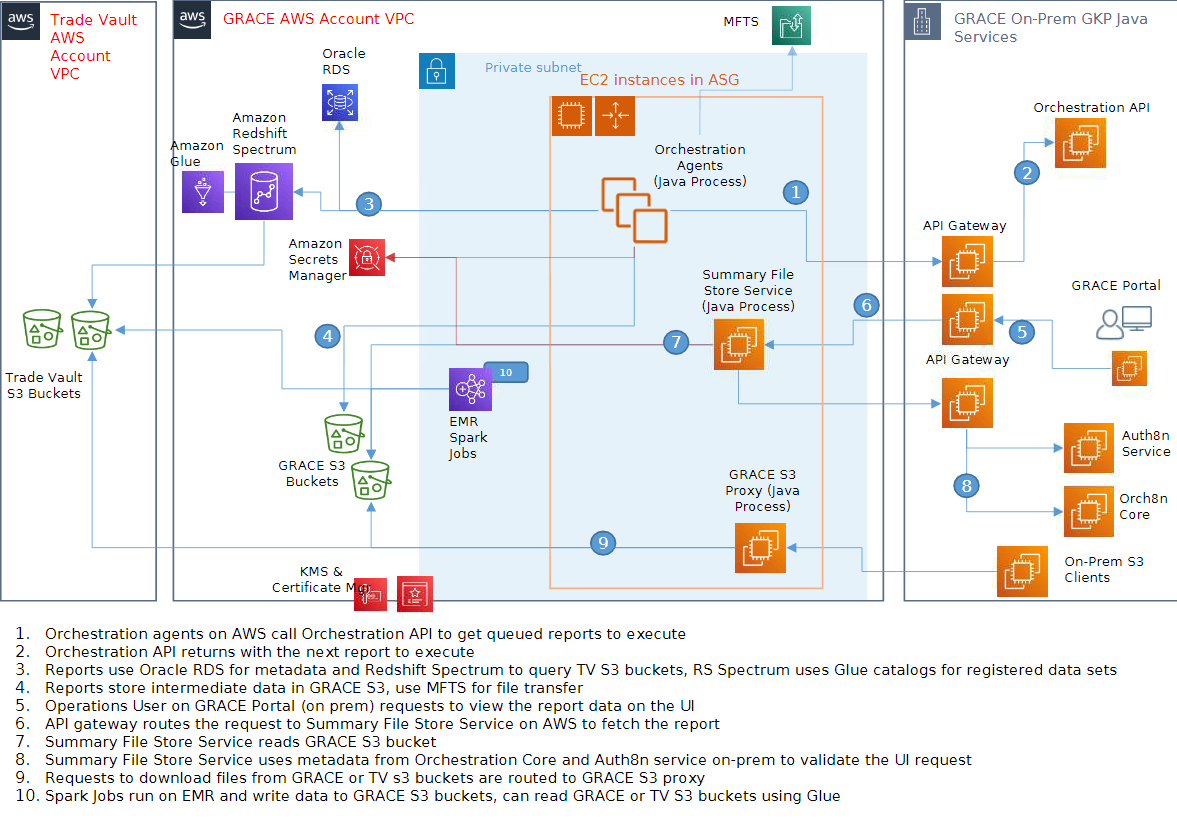 aws
Trade Vault
AWS
Account
VPC
aws
GRACE AWS Account VPC
MFTS
GRACE On-Prem GKP Java
Services
Oracle
RDS
Private subnet
EC2 instances in ASG
Orchestration API
Amazon
Redshift
Spectrum
Amazon
Glue
Orchestration
Agents
(Java Process)
1
2
3
API Gateway
Amazon
Secrets
Manager
Summary File
Store Service
(Java Process)
GRACE Portal
6
5
4
7
API Gateway
Trade Vault
S3 Buckets
10
EMR
Spark
Jobs
Auth8n
Service
GRACE S3
Buckets
GRACE S3
Proxy (Java
Process)
8
Orch8n
Core
9
KMS &
Certificate Mgr
On-Prem S3
Clients
1. Orchestration agents on AWS call Orchestration API to get queued reports to execute
2. Orchestration API returns with the next report to execute
3. Reports use Oracle RDS for metadata and Redshift Spectrum to query TV S3 buckets, RS Spectrum uses Glue catalogs for registered data sets
4. Reports store intermediate data in GRACE S3, use MFTS for file transfer
5. Operations User on GRACE Portal (on prem) requests to view the report data on the UI
6. API gateway routes the request to Summary File Store Service on AWS to fetch the report
7. Summary File Store Service reads GRACE S3 bucket
8. Summary File Store Service uses metadata from Orchestration Core and Auth8n service on-prem to validate the UI request
9. Requests to download files from GRACE or TV s3 buckets are routed to GRACE S3 proxy
10. Spark Jobs run on EMR and write data to GRACE S3 buckets, can read GRACE or TV S3 buckets using Glue